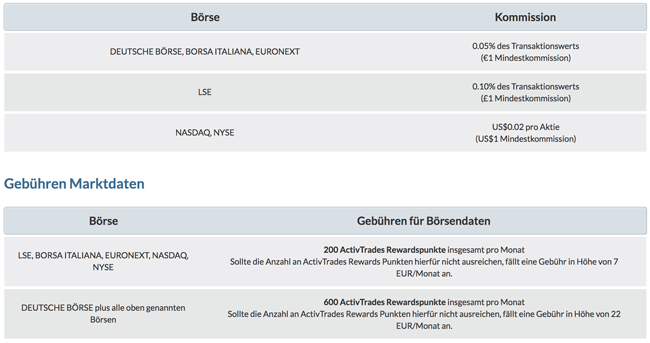 Börse Kommission
DEUTSCHE BÖRSE, BORSA ITALIANA, EURONEXT
0.05% des Transaktionswerts
(€1 Mindestkommission)
LSE
0.10% des Transaktionswerts
(£1 Mindestkommission)
NASDAQ, NYSE
US$0.02 pro Aktie
(US$1 Mindestkommission)
Gebühren Marktdaten
Börse Gebühren für Börsendaten
LSE, BORSA ITALIANA, EURONEXT, NASDAQ,
NYSE
200 ActivTrades Rewardspunkte insgesamt pro Monat
Sollte die Anzahl an ActivTrades Rewards Punkten hierfür nicht ausreichen, fällt eine Gebühr in Höhe von 7
EUR/Monat an.
DEUTSCHE BÖRSE plus alle oben genannten
Börsen
600 ActivTrades Rewardspunkte insgesamt pro Monat
Sollte die Anzahl an ActivTrades Rewards Punkten hierfür nicht ausreichen, fällt eine Gebühr in Höhe von 22
EUR/Monat an.